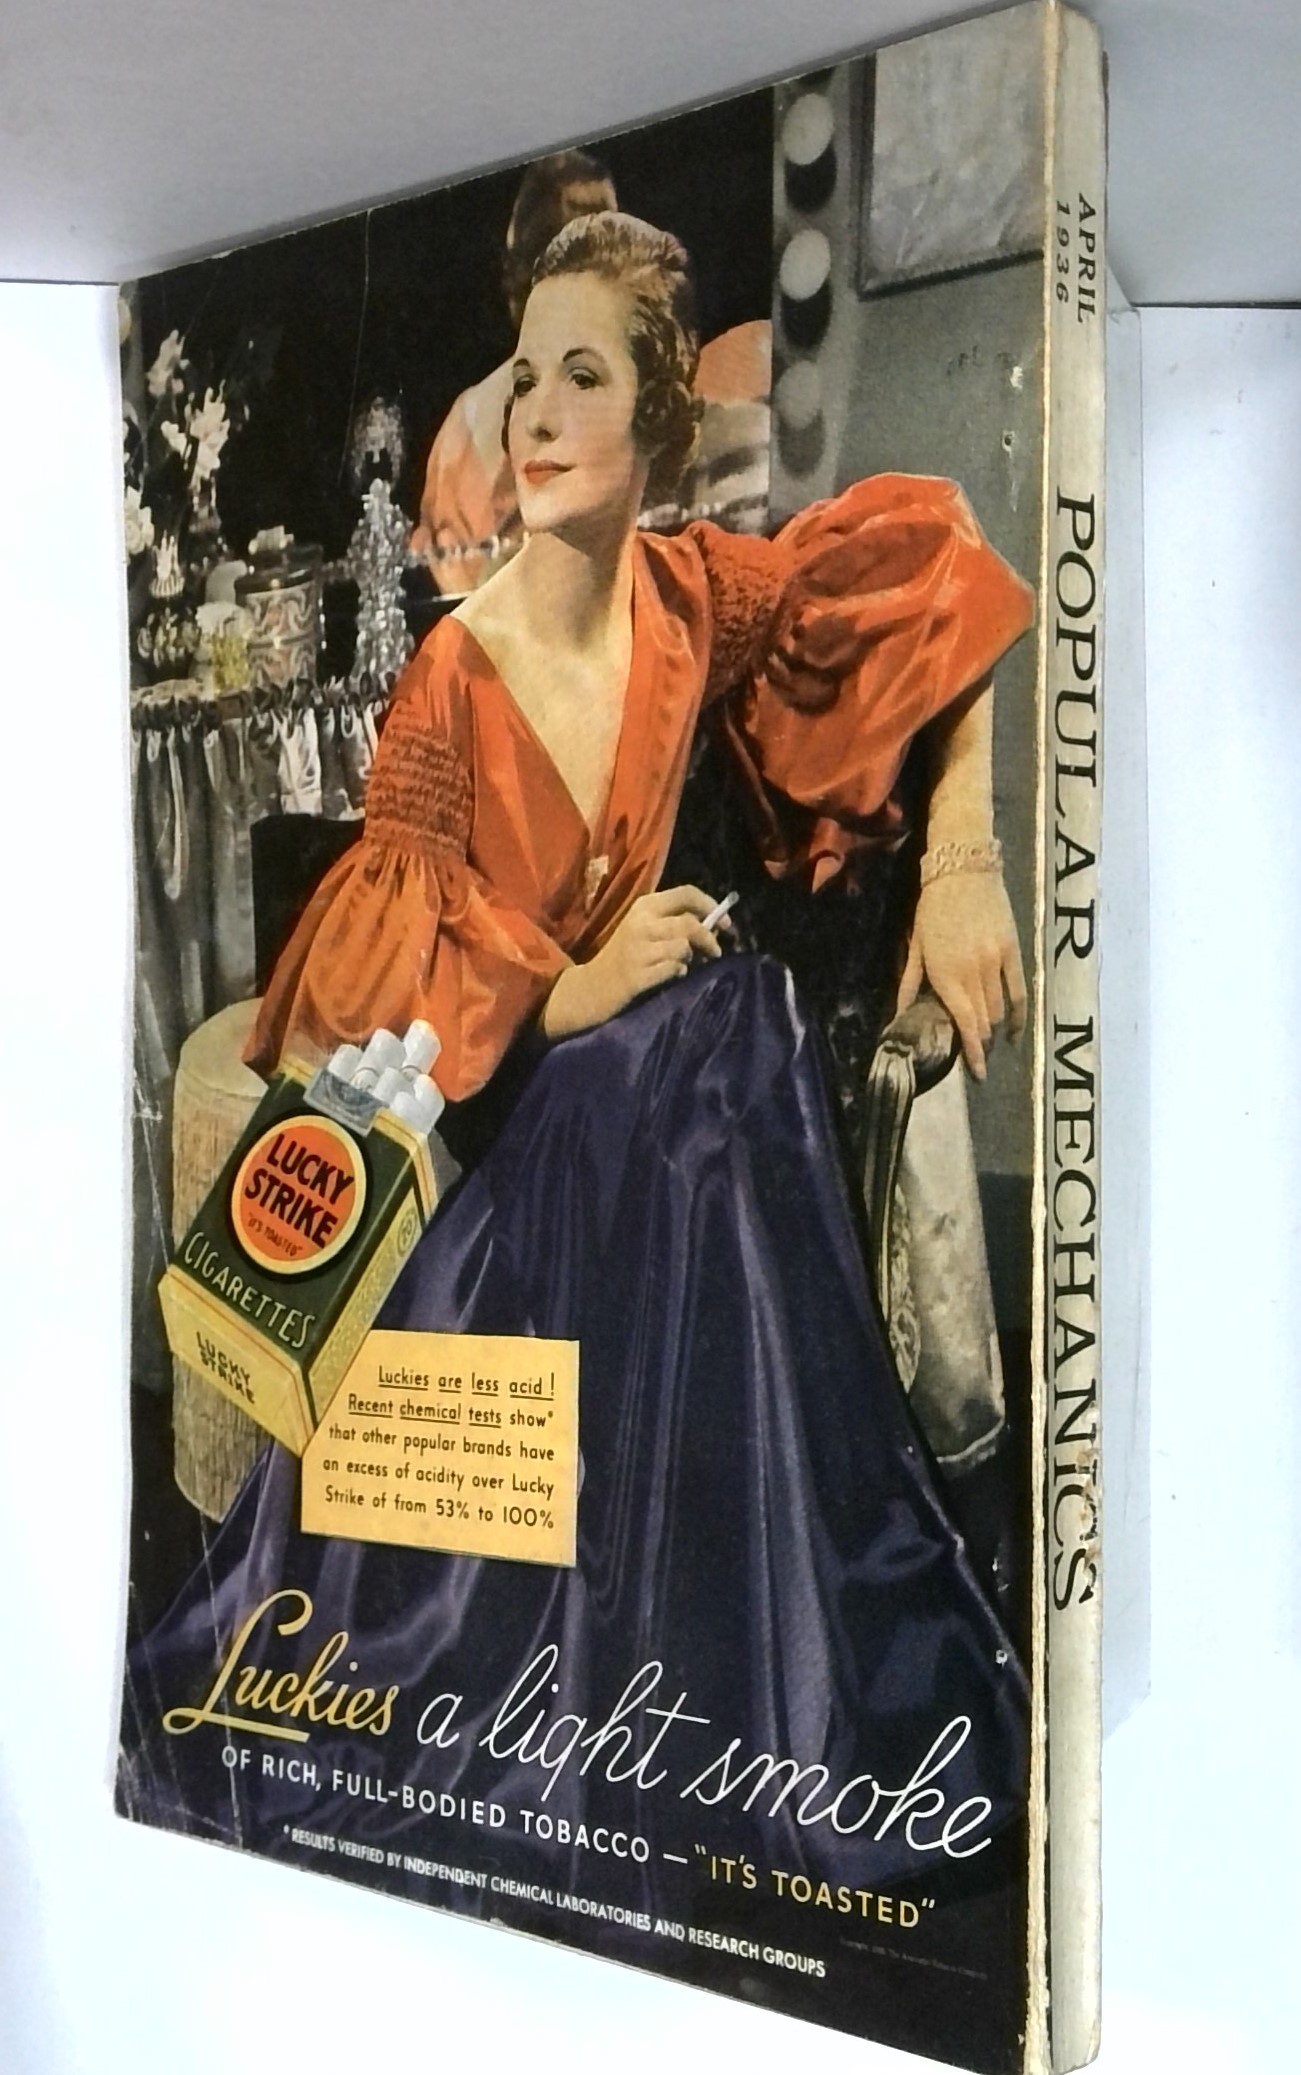 APRIL
1936
POPULAR MECHANICS
LUCKY
STRIKE
"IT'S TOASTED"
CIGARETTES
LUCKY
STRIKE
Luckies are less acid!
Recent chemical tests show*
that other popular brands have
an excess of acidity over Lucky
Strike of from 53% to 100%
Luckies a light smoke
OF RICH, FULL-BODIED TOBACCO — "IT'S TOASTED"
*RESULTS VERIFIED BY INDEPENDENT CHEMICAL LABORATORIES AND RESEARCH GROUPS